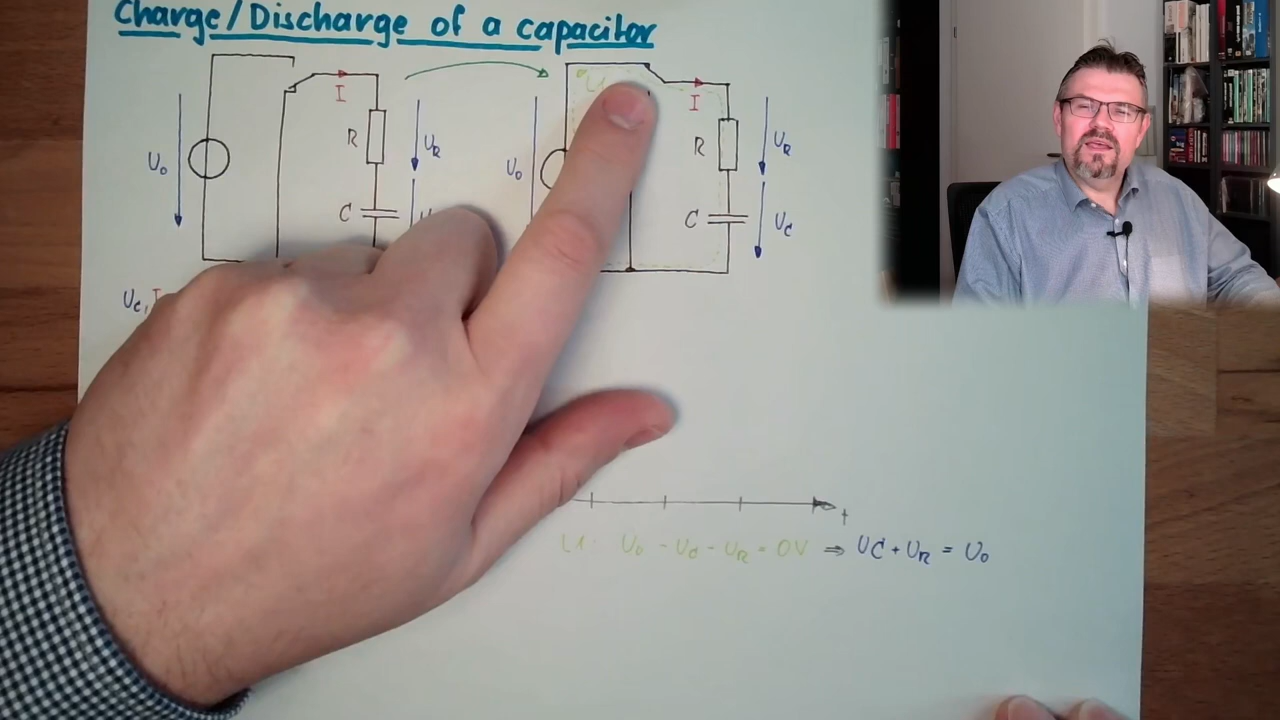 Charge/Discharge of a capacitor
I
I
R
U_R
R
U_R
U_0
U_0
C
C
U_C
U_C, I
t
U_0 - U_C - U_R = 0V ⇒ U_C + U_R = U_0